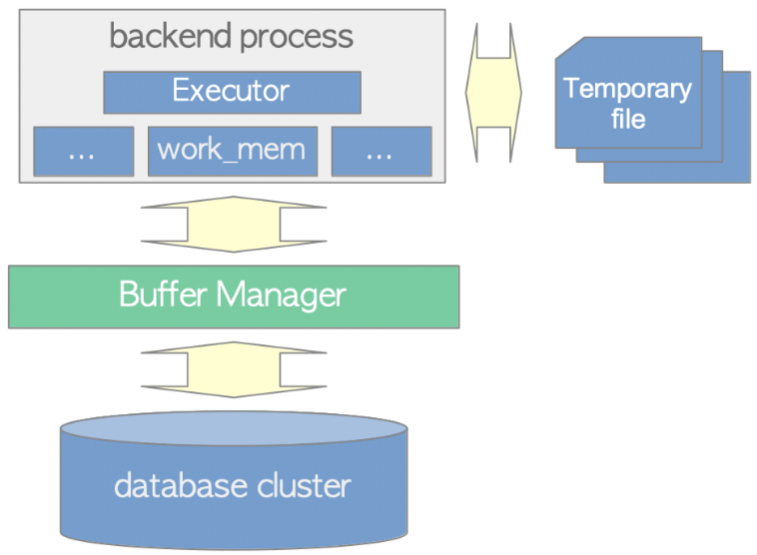 backend process
Executor
...
work_mem
...
Temporary
file
Buffer Manager
database cluster